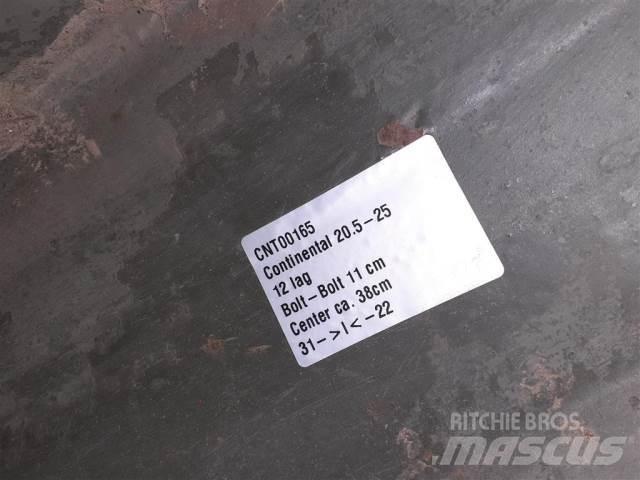 CNT00165
Continental 20.5-25
12 lag
Bolt-Bolt 11 cm
Center ca. 38cm
31->I<-22
RITCHIE BROS.
MASCUS